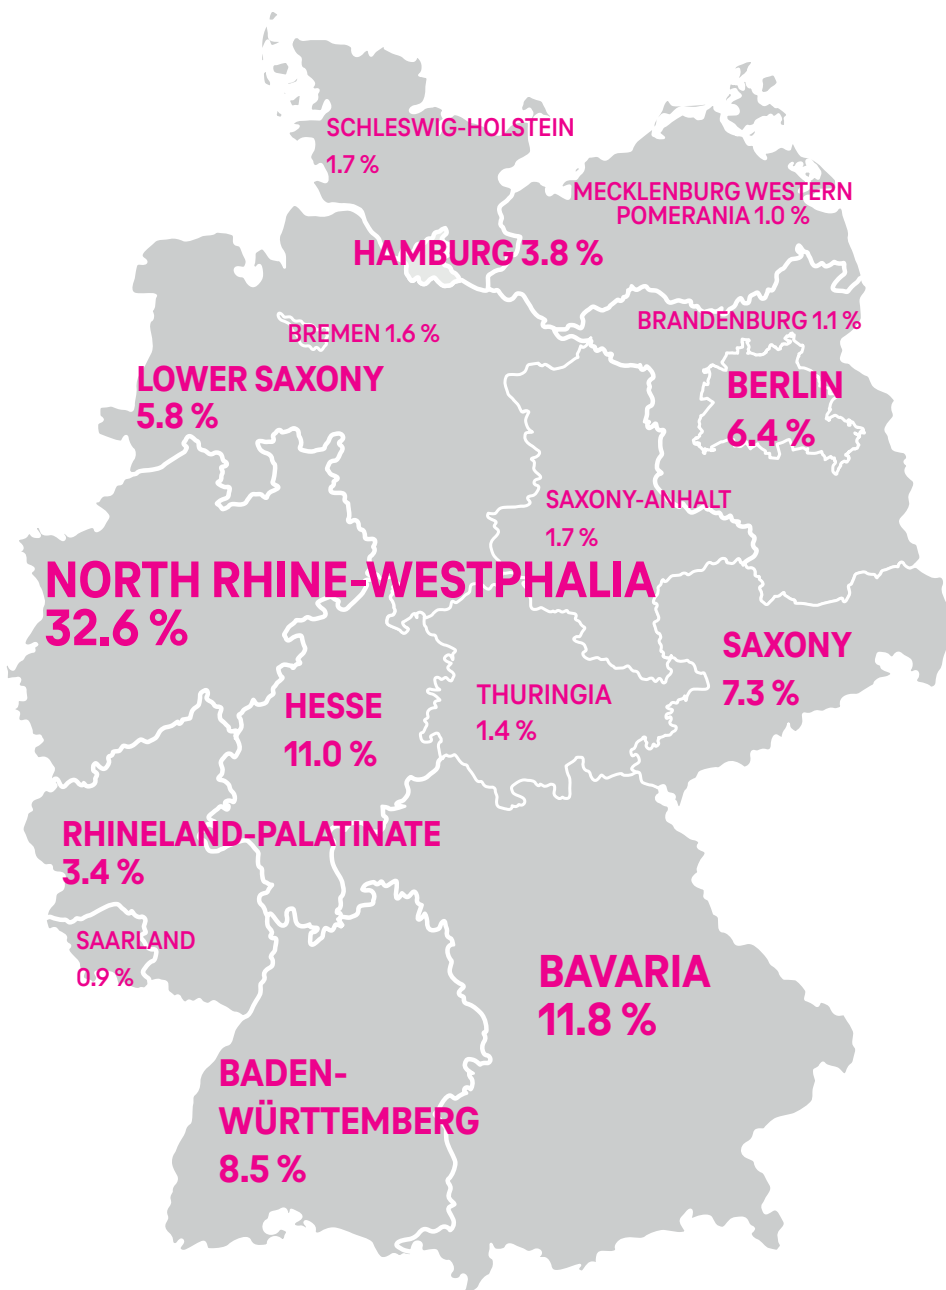 SCHLESWIG-HOLSTEIN
1.7 %
MECKLENBURG WESTERN
POMERANIA 1.0 %
HAMBURG 3.8 %
BREMEN 1.6 %
BRANDENBURG 1.1 %
LOWER SAXONY
5.8 %
BERLIN
6.4 %
SAXONY-ANHALT
1.7 %
NORTH RHINE-WESTPHALIA
32.6 %
SAXONY
7.3 %
HESSE
11.0 %
THURINGIA
1.4 %
RHINELAND-PALATINATE
3.4 %
SAARLAND
0.9 %
BAVARIA
11.8 %
BADEN-
WÜRTTEMBERG
8.5 %